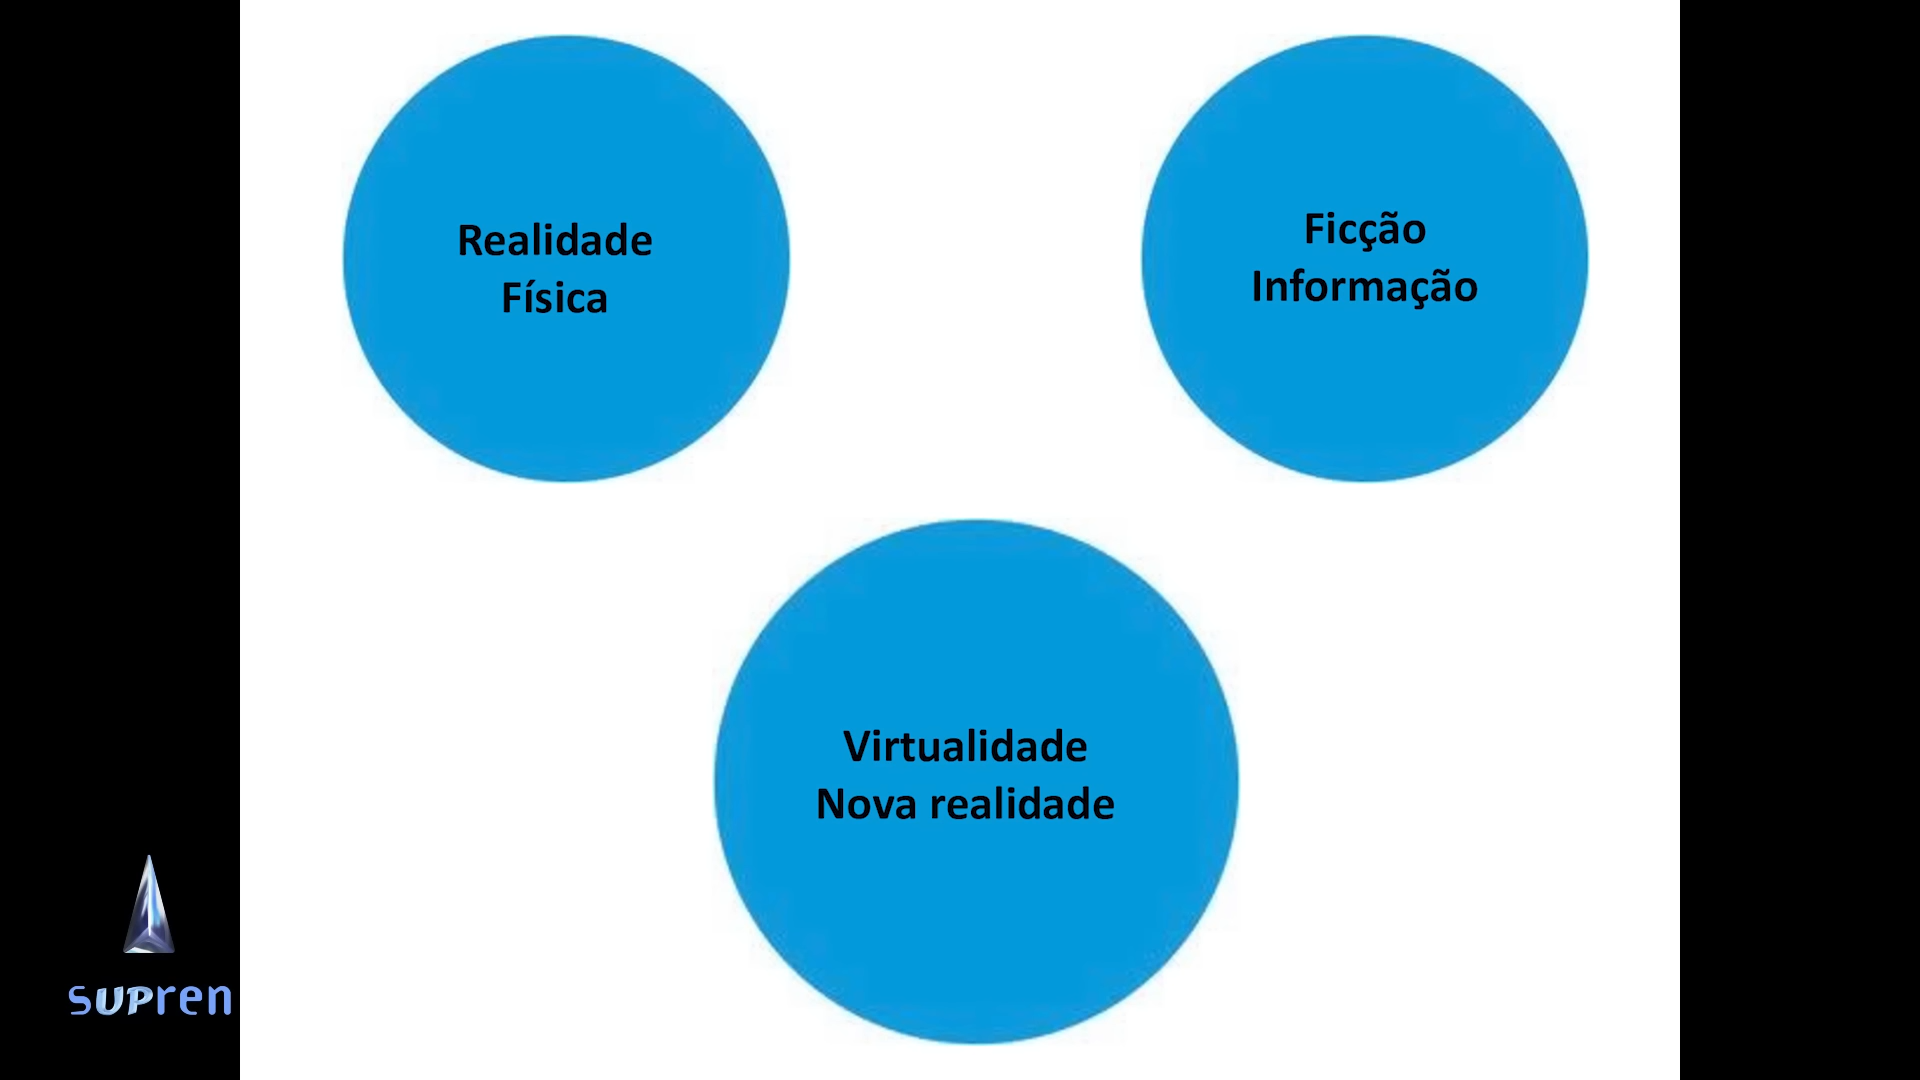 Realidade
Física
Ficção
Informação
Virtualidade
Nova realidade
suPren